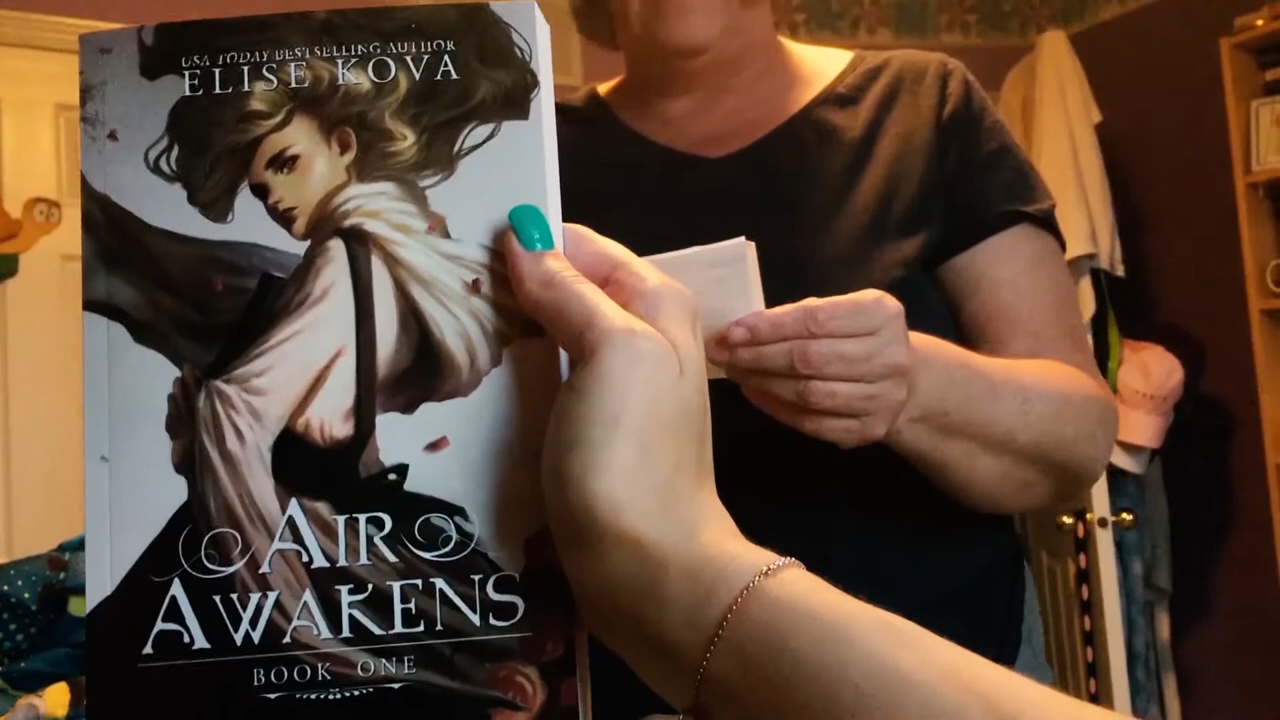 USA TODAY BESTSELLING AUTHOR
ELISE KOVA
AIR
AWAKENS
BOOK ONE